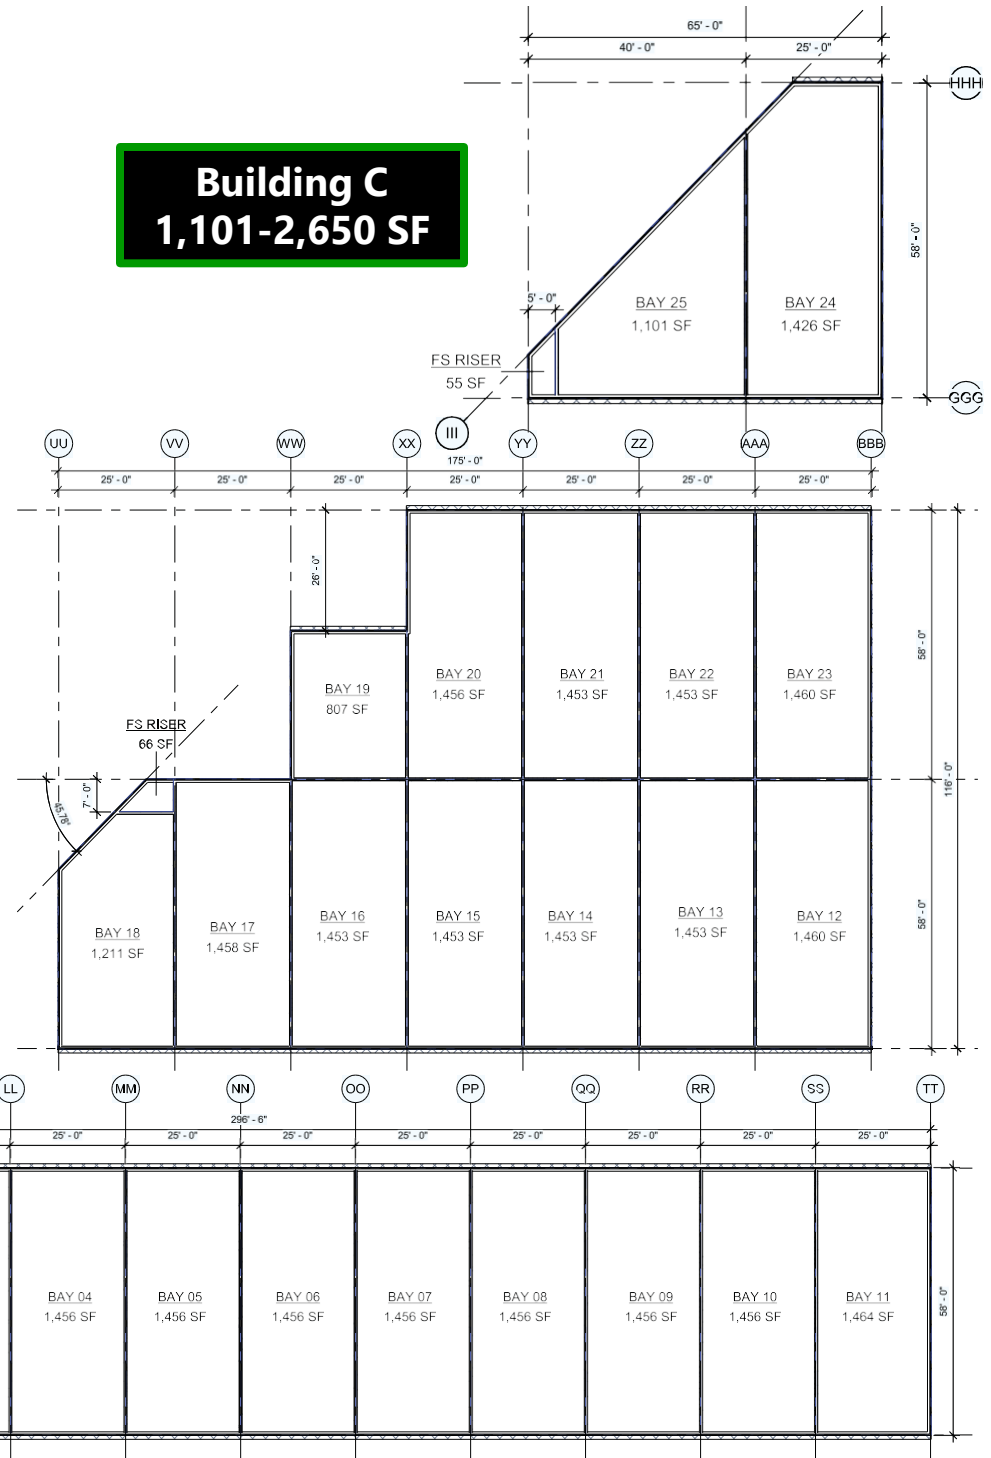 65' - 0"
40' - 0" 25' - 0"
HHH
Building C
1,101-2,650 SF
58' - 0"
5' - 0"
BAY 25
1,101 SF
BAY 24
1,426 SF
FS RISER
55 SF
GGG
III
UU VV WW XX YY ZZ AAA BBB
175' - 0"
25' - 0" 25' - 0" 25' - 0" 25' - 0" 25' - 0" 25' - 0" 25' - 0"
26' - 0"
58' - 0"
BAY 19
807 SF
BAY 20
1,456 SF
BAY 21
1,453 SF
BAY 22
1,453 SF
BAY 23
1,460 SF
FS RISER
66 SF
7' - 0"
45.78°
116' - 0"
BAY 18
1,211 SF
BAY 17
1,458 SF
BAY 16
1,453 SF
BAY 15
1,453 SF
BAY 14
1,453 SF
BAY 13
1,453 SF
BAY 12
1,460 SF
58' - 0"
LL MM NN OO PP QQ RR SS TT
296' - 6"
25' - 0" 25' - 0" 25' - 0" 25' - 0" 25' - 0" 25' - 0" 25' - 0" 25' - 0"
BAY 04
1,456 SF
BAY 05
1,456 SF
BAY 06
1,456 SF
BAY 07
1,456 SF
BAY 08
1,456 SF
BAY 09
1,456 SF
BAY 10
1,456 SF
BAY 11
1,464 SF
58' - 0"